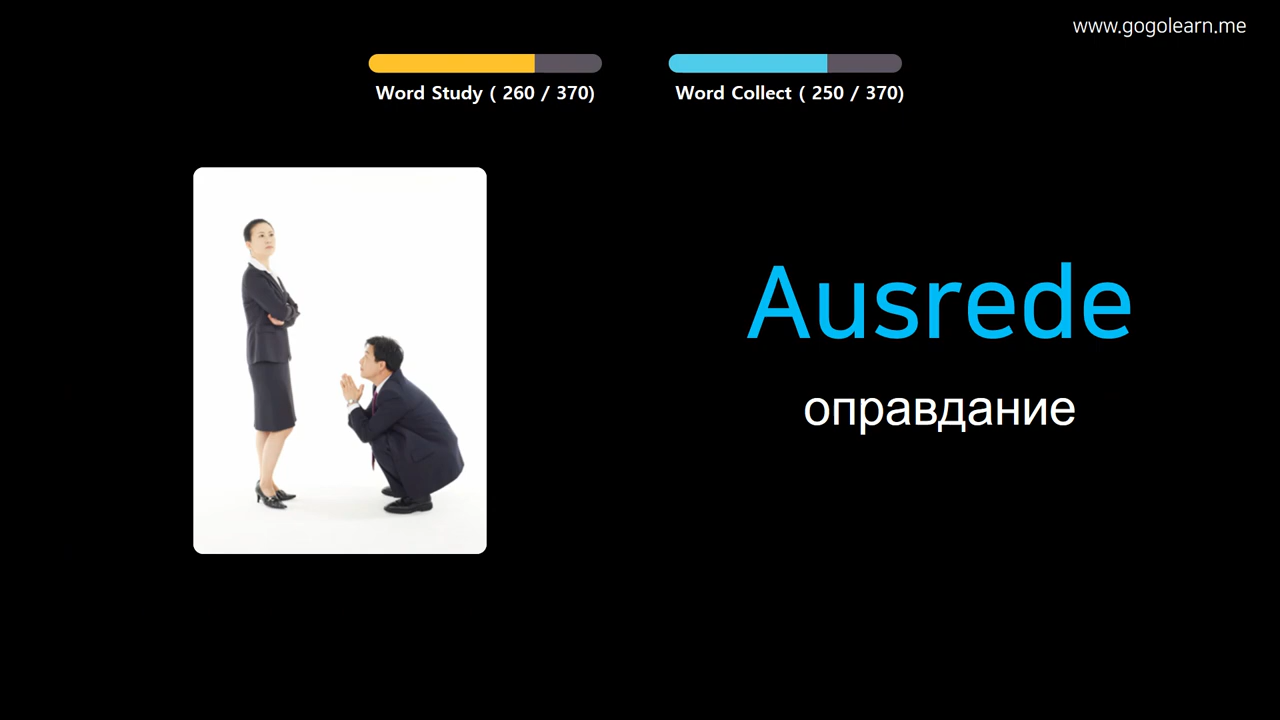 www.gogolearn.me
Word Study ( 260 / 370)
Word Collect ( 250 / 370)
Ausrede
оправдание